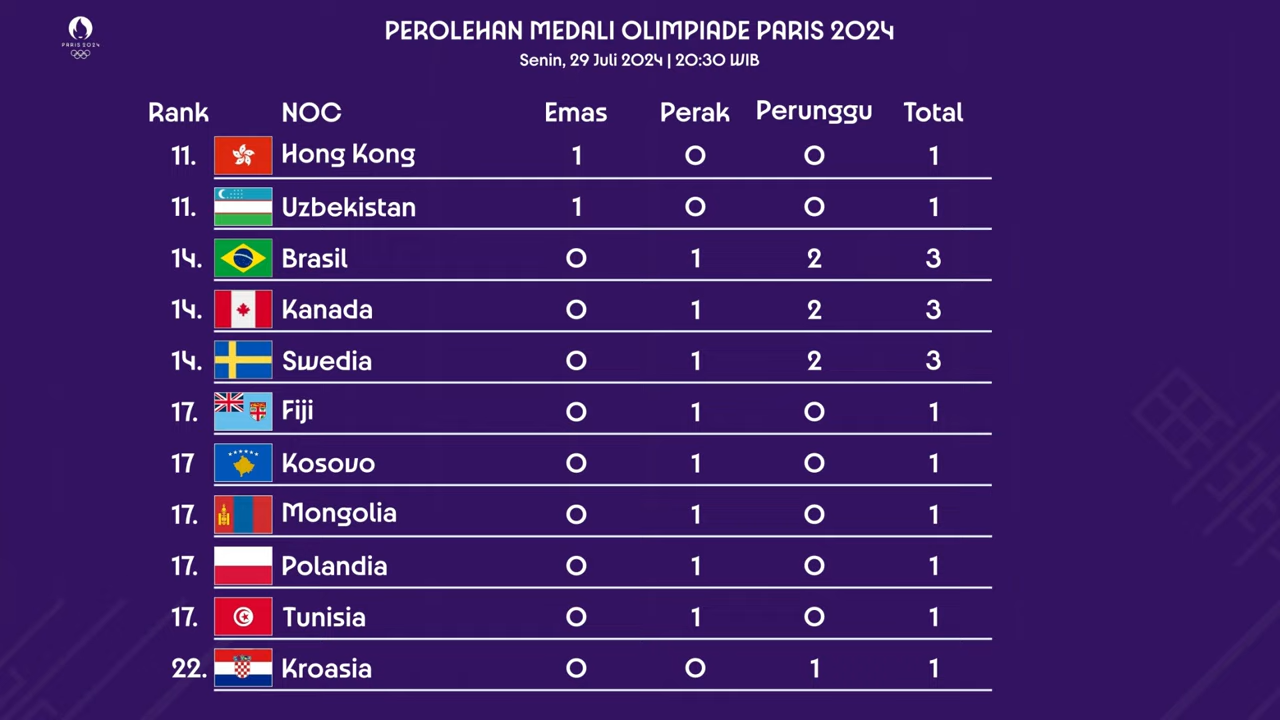 PARIS 2024
PEROLEHAN MEDALI OLIMPIADE PARIS 2024
Senin, 29 Juli 2024 | 20:30 WIB
Rank NOC Emas Perak Perunggu Total
11. Hong Kong 1 0 0 1
11. Uzbekistan 1 0 0 1
14. Brasil 0 1 2 3
14. Kanada 0 1 2 3
14. Swedia 0 1 2 3
17. Fiji 0 1 0 1
17 Kosovo 0 1 0 1
17. Mongolia 0 1 0 1
17. Polandia 0 1 0 1
17. Tunisia 0 1 0 1
22. Kroasia 0 0 1 1